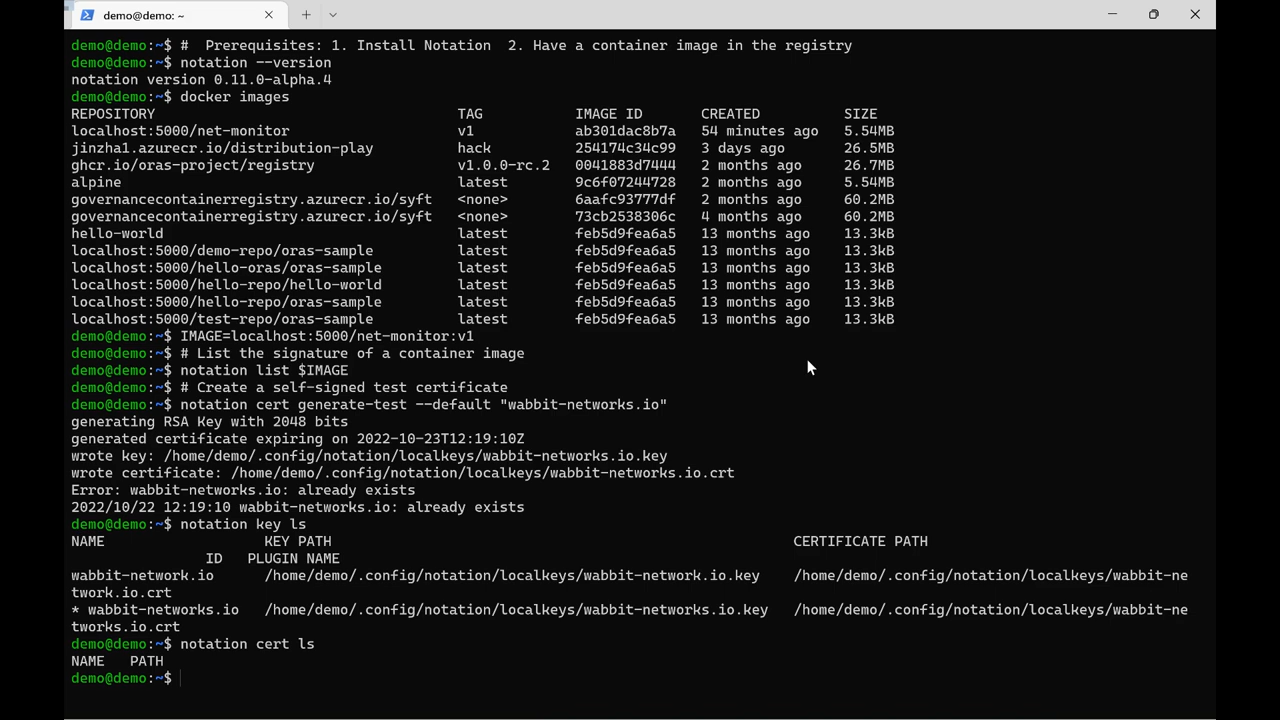 demo@demo: ~
demo@demo:~$ #  Prerequisites: 1. Install Notation  2. Have a container image in the registry
demo@demo:~$ notation --version
notation version 0.11.0-alpha.4
demo@demo:~$ docker images
REPOSITORY                                    TAG           IMAGE ID       CREATED          SIZE
localhost:5000/net-monitor                    v1            ab301dac8b7a   54 minutes ago   5.54MB
jinzha1.azurecr.io/distribution-play          hack          254174c34c99   3 days ago       26.5MB
ghcr.io/oras-project/registry                 v1.0.0-rc.2   0041883d7444   2 months ago     26.7MB
alpine                                        latest        9c6f07244728   2 months ago     5.54MB
governancecontainerregistry.azurecr.io/syft   <none>        6aafc93777df   2 months ago     60.2MB
governancecontainerregistry.azurecr.io/syft   <none>        73cb2538306c   4 months ago     60.2MB
hello-world                                   latest        feb5d9fea6a5   13 months ago    13.3kB
localhost:5000/demo-repo/oras-sample          latest        feb5d9fea6a5   13 months ago    13.3kB
localhost:5000/hello-oras/oras-sample         latest        feb5d9fea6a5   13 months ago    13.3kB
localhost:5000/hello-repo/hello-world         latest        feb5d9fea6a5   13 months ago    13.3kB
localhost:5000/hello-repo/oras-sample         latest        feb5d9fea6a5   13 months ago    13.3kB
localhost:5000/test-repo/oras-sample          latest        feb5d9fea6a5   13 months ago    13.3kB
demo@demo:~$ IMAGE=localhost:5000/net-monitor:v1
demo@demo:~$ # List the signature of a container image
demo@demo:~$ notation list $IMAGE
demo@demo:~$ # Create a self-signed test certificate
demo@demo:~$ notation cert generate-test --default "wabbit-networks.io"
generating RSA Key with 2048 bits
generated certificate expiring on 2022-10-23T12:19:10Z
wrote key: /home/demo/.config/notation/localkeys/wabbit-networks.io.key
wrote certificate: /home/demo/.config/notation/localkeys/wabbit-networks.io.crt
Error: wabbit-networks.io: already exists
2022/10/22 12:19:10 wabbit-networks.io: already exists
demo@demo:~$ notation key ls
NAME                   KEY PATH                                                       CERTIFICATE PATH
                ID   PLUGIN NAME
wabbit-network.io      /home/demo/.config/notation/localkeys/wabbit-network.io.key    /home/demo/.config/notation/localkeys/wabbit-ne
twork.io.crt
* wabbit-networks.io   /home/demo/.config/notation/localkeys/wabbit-networks.io.key   /home/demo/.config/notation/localkeys/wabbit-ne
tworks.io.crt
demo@demo:~$ notation cert ls
NAME   PATH
demo@demo:~$